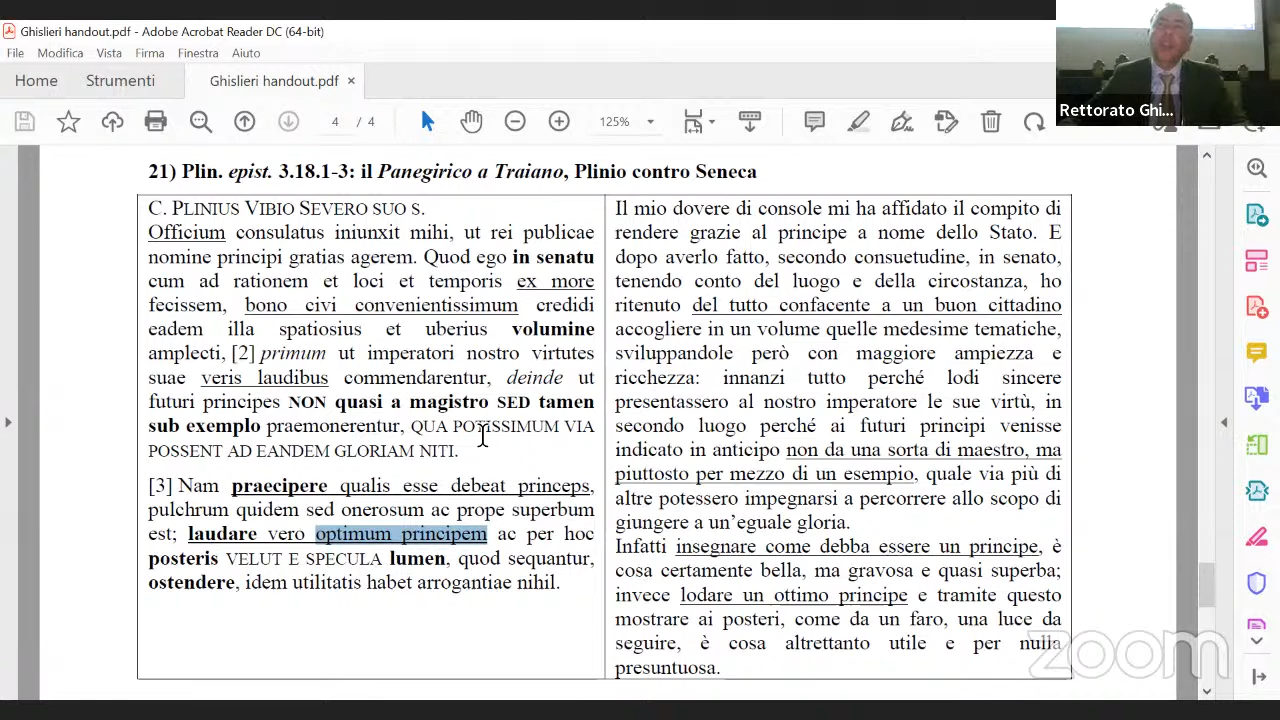 Ghislieri handout.pdf - Adobe Acrobat Reader DC (64-bit)
File Modifica Vista Firma Finestra Aiuto
Home Strumenti Ghislieri handout.pdf ×
4 / 4 125%
Rettorato Ghi...
21) Plin. epist. 3.18.1-3: il Panegirico a Traiano, Plinio contro Seneca
C. PLINIUS VIBIO SEVERO SUO S.
Officium consulatus iniunxit mihi, ut rei publicae
nomine principi gratias agerem. Quod ego in senatu
cum ad rationem et loci et temporis ex more
fecissem, bono civi convenientissimum credidi
eadem illa spatiosius et uberius volumine
amplecti, [2] primum ut imperatori nostro virtutes
suae veris laudibus commendarentur, deinde ut
futuri principes NON quasi a magistro SED tamen
sub exemplo praemonerentur, QUA POTISSIMUM VIA
POSSENT AD EANDEM GLORIAM NITI.
[3] Nam praecipere qualis esse debeat princeps,
pulchrum quidem sed onerosum ac prope superbum
est; laudare vero optimum principem ac per hoc
posteris VELUT E SPECULA lumen, quod sequantur,
ostendere, idem utilitatis habet arrogantiae nihil.
Il mio dovere di console mi ha affidato il compito di
rendere grazie al principe a nome dello Stato. E
dopo averlo fatto, secondo consuetudine, in senato,
tenendo conto del luogo e della circostanza, ho
ritenuto del tutto confacente a un buon cittadino
accogliere in un volume quelle medesime tematiche,
sviluppandole però con maggiore ampiezza e
ricchezza: innanzi tutto perché lodi sincere
presentassero al nostro imperatore le sue virtù, in
secondo luogo perché ai futuri principi venisse
indicato in anticipo non da una sorta di maestro, ma
piuttosto per mezzo di un esempio, quale via più di
altre potessero impegnarsi a percorrere allo scopo di
giungere a un'eguale gloria.
Infatti insegnare come debba essere un principe, è
cosa certamente bella, ma gravosa e quasi superba;
invece lodare un ottimo principe e tramite questo
mostrare ai posteri, come da un faro, una luce da
seguire, è cosa altrettanto utile e per nulla
presuntuosa.
zoom